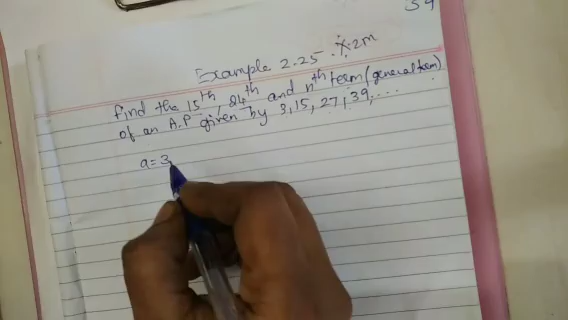 Example 2.25. X 2m
find the 15th, 24th and nth term (general term)
of an A.P given by 3, 15, 27, 39, ...
a=3